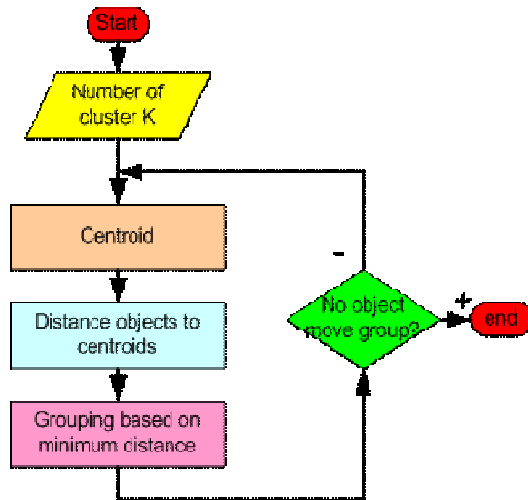 Start
Number of
cluster K
Centroid
Distance objects to
centroids
Grouping based on
minimum distance
-
No object
move group?
+
end